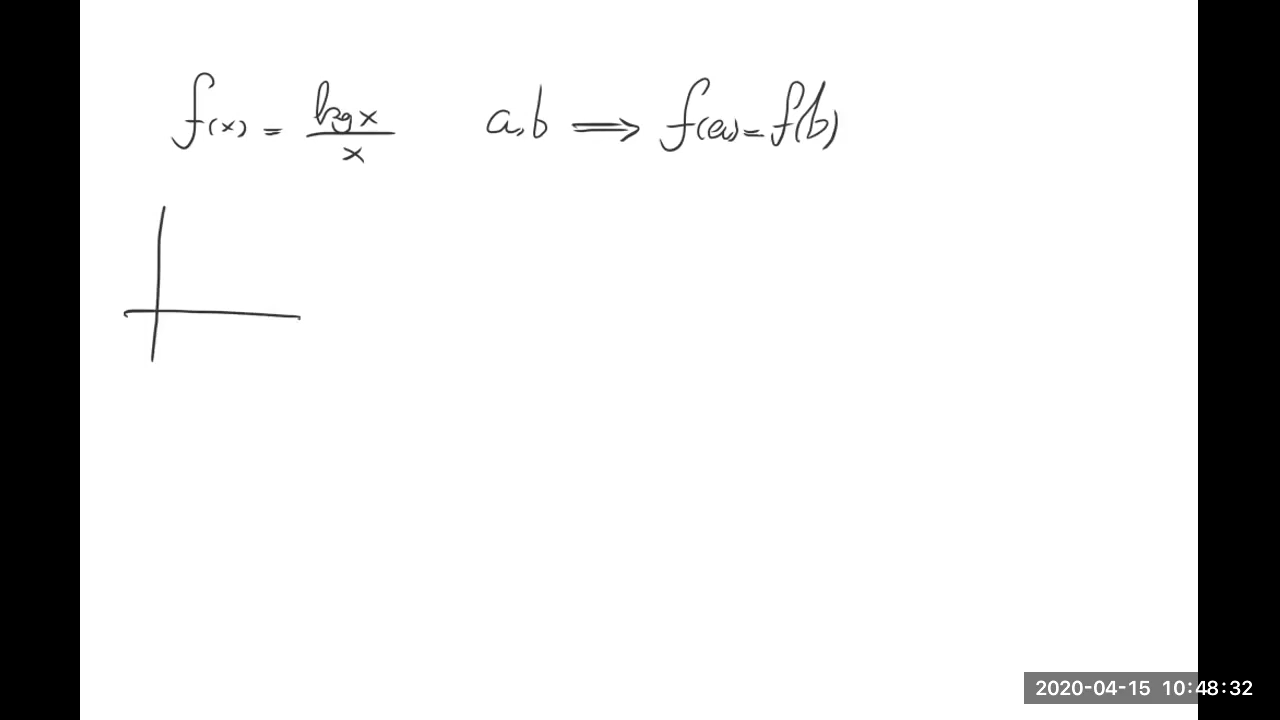 f(x) = log x / x a,b ⟹ f(a) = f(b)
2020-04-15 10:48:32